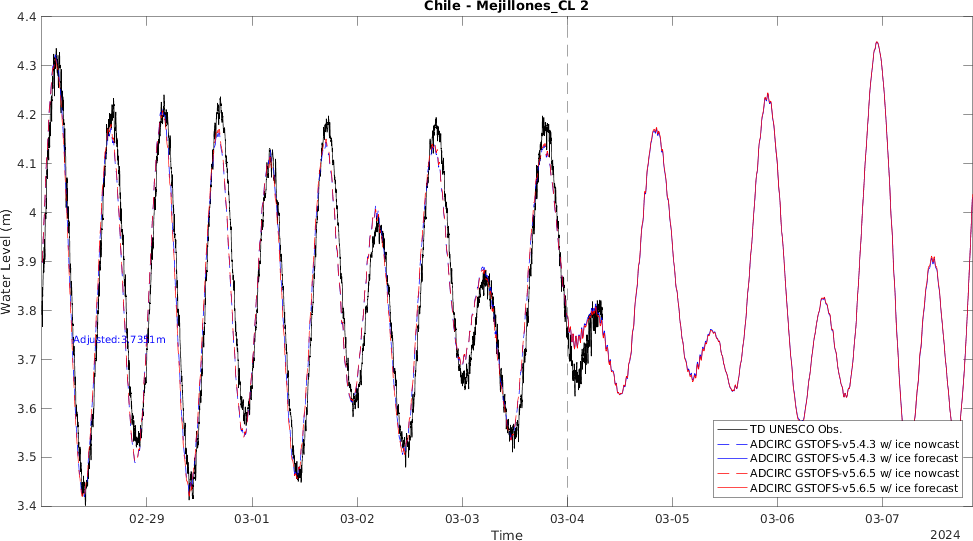 Chile - Mejillones_CL 2
4.4
4.3
4.2
4.1
4
3.9
3.8
3.7
3.6
3.5
3.4
Water Level (m)
Adjusted:3.7351m
TD UNESCO Obs.
ADCIRC GSTOFS-v5.4.3 w/ ice nowcast
ADCIRC GSTOFS-v5.4.3 w/ ice forecast
ADCIRC GSTOFS-v5.6.5 w/ ice nowcast
ADCIRC GSTOFS-v5.6.5 w/ ice forecast
02-29 03-01 03-02 03-03 03-04 03-05 03-06 03-07
Time
2024